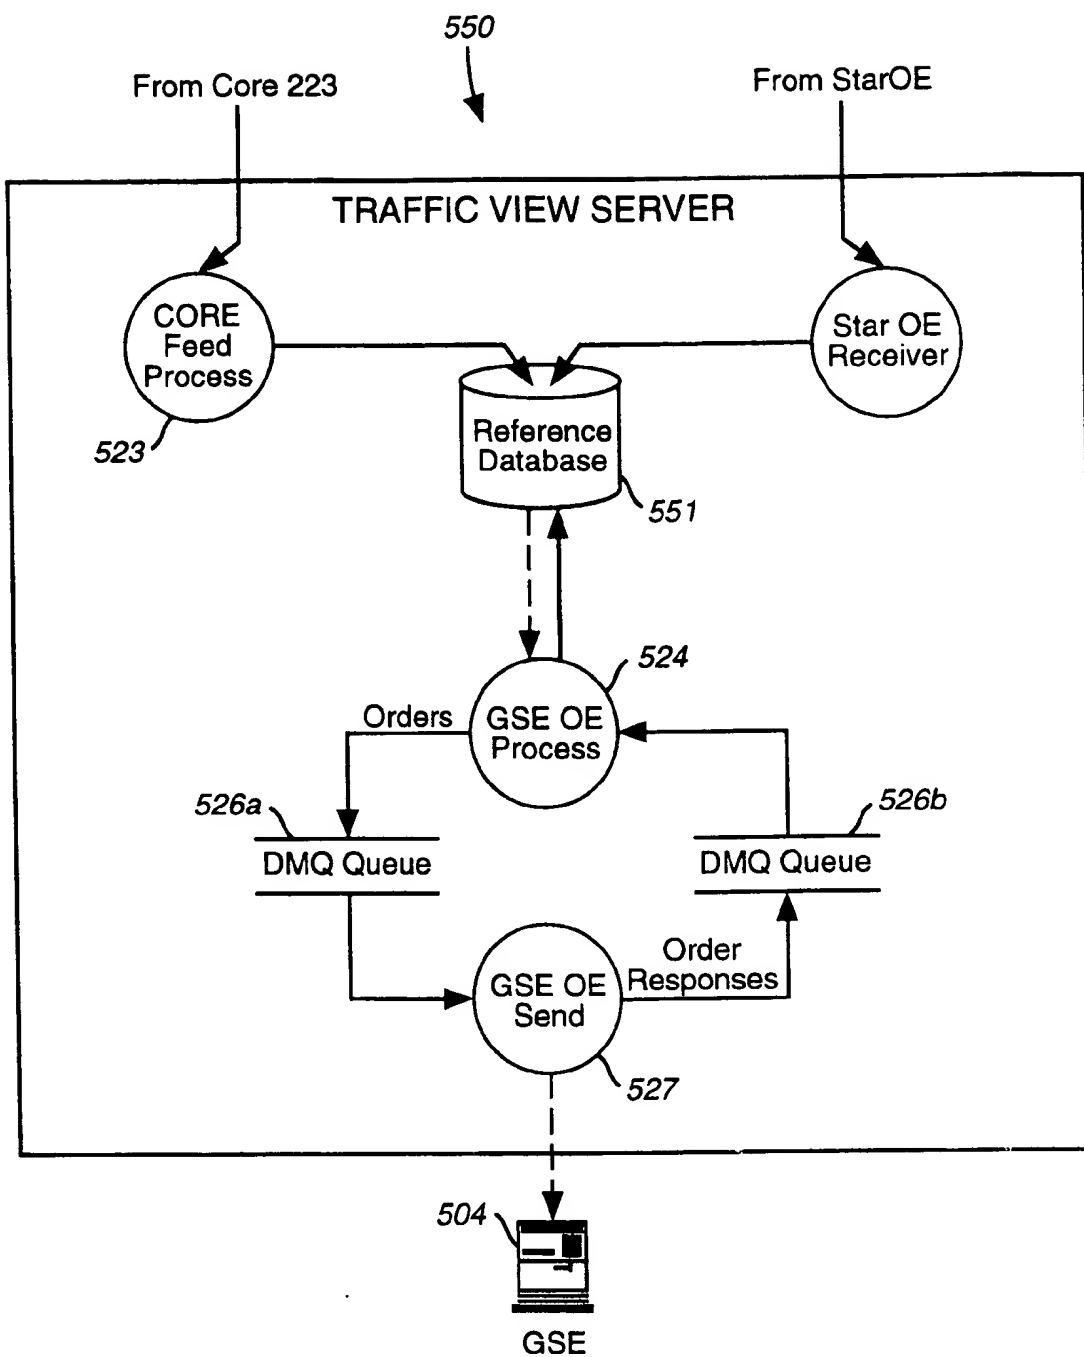 550
From Core 223
From StarOE
TRAFFIC VIEW SERVER
CORE
Feed
Process
523
Star OE
Receiver
Reference
Database
551
524
GSE OE
Process
Orders
526a
DMQ Queue
526b
DMQ Queue
GSE OE
Send
Order
Responses
527
504
GSE